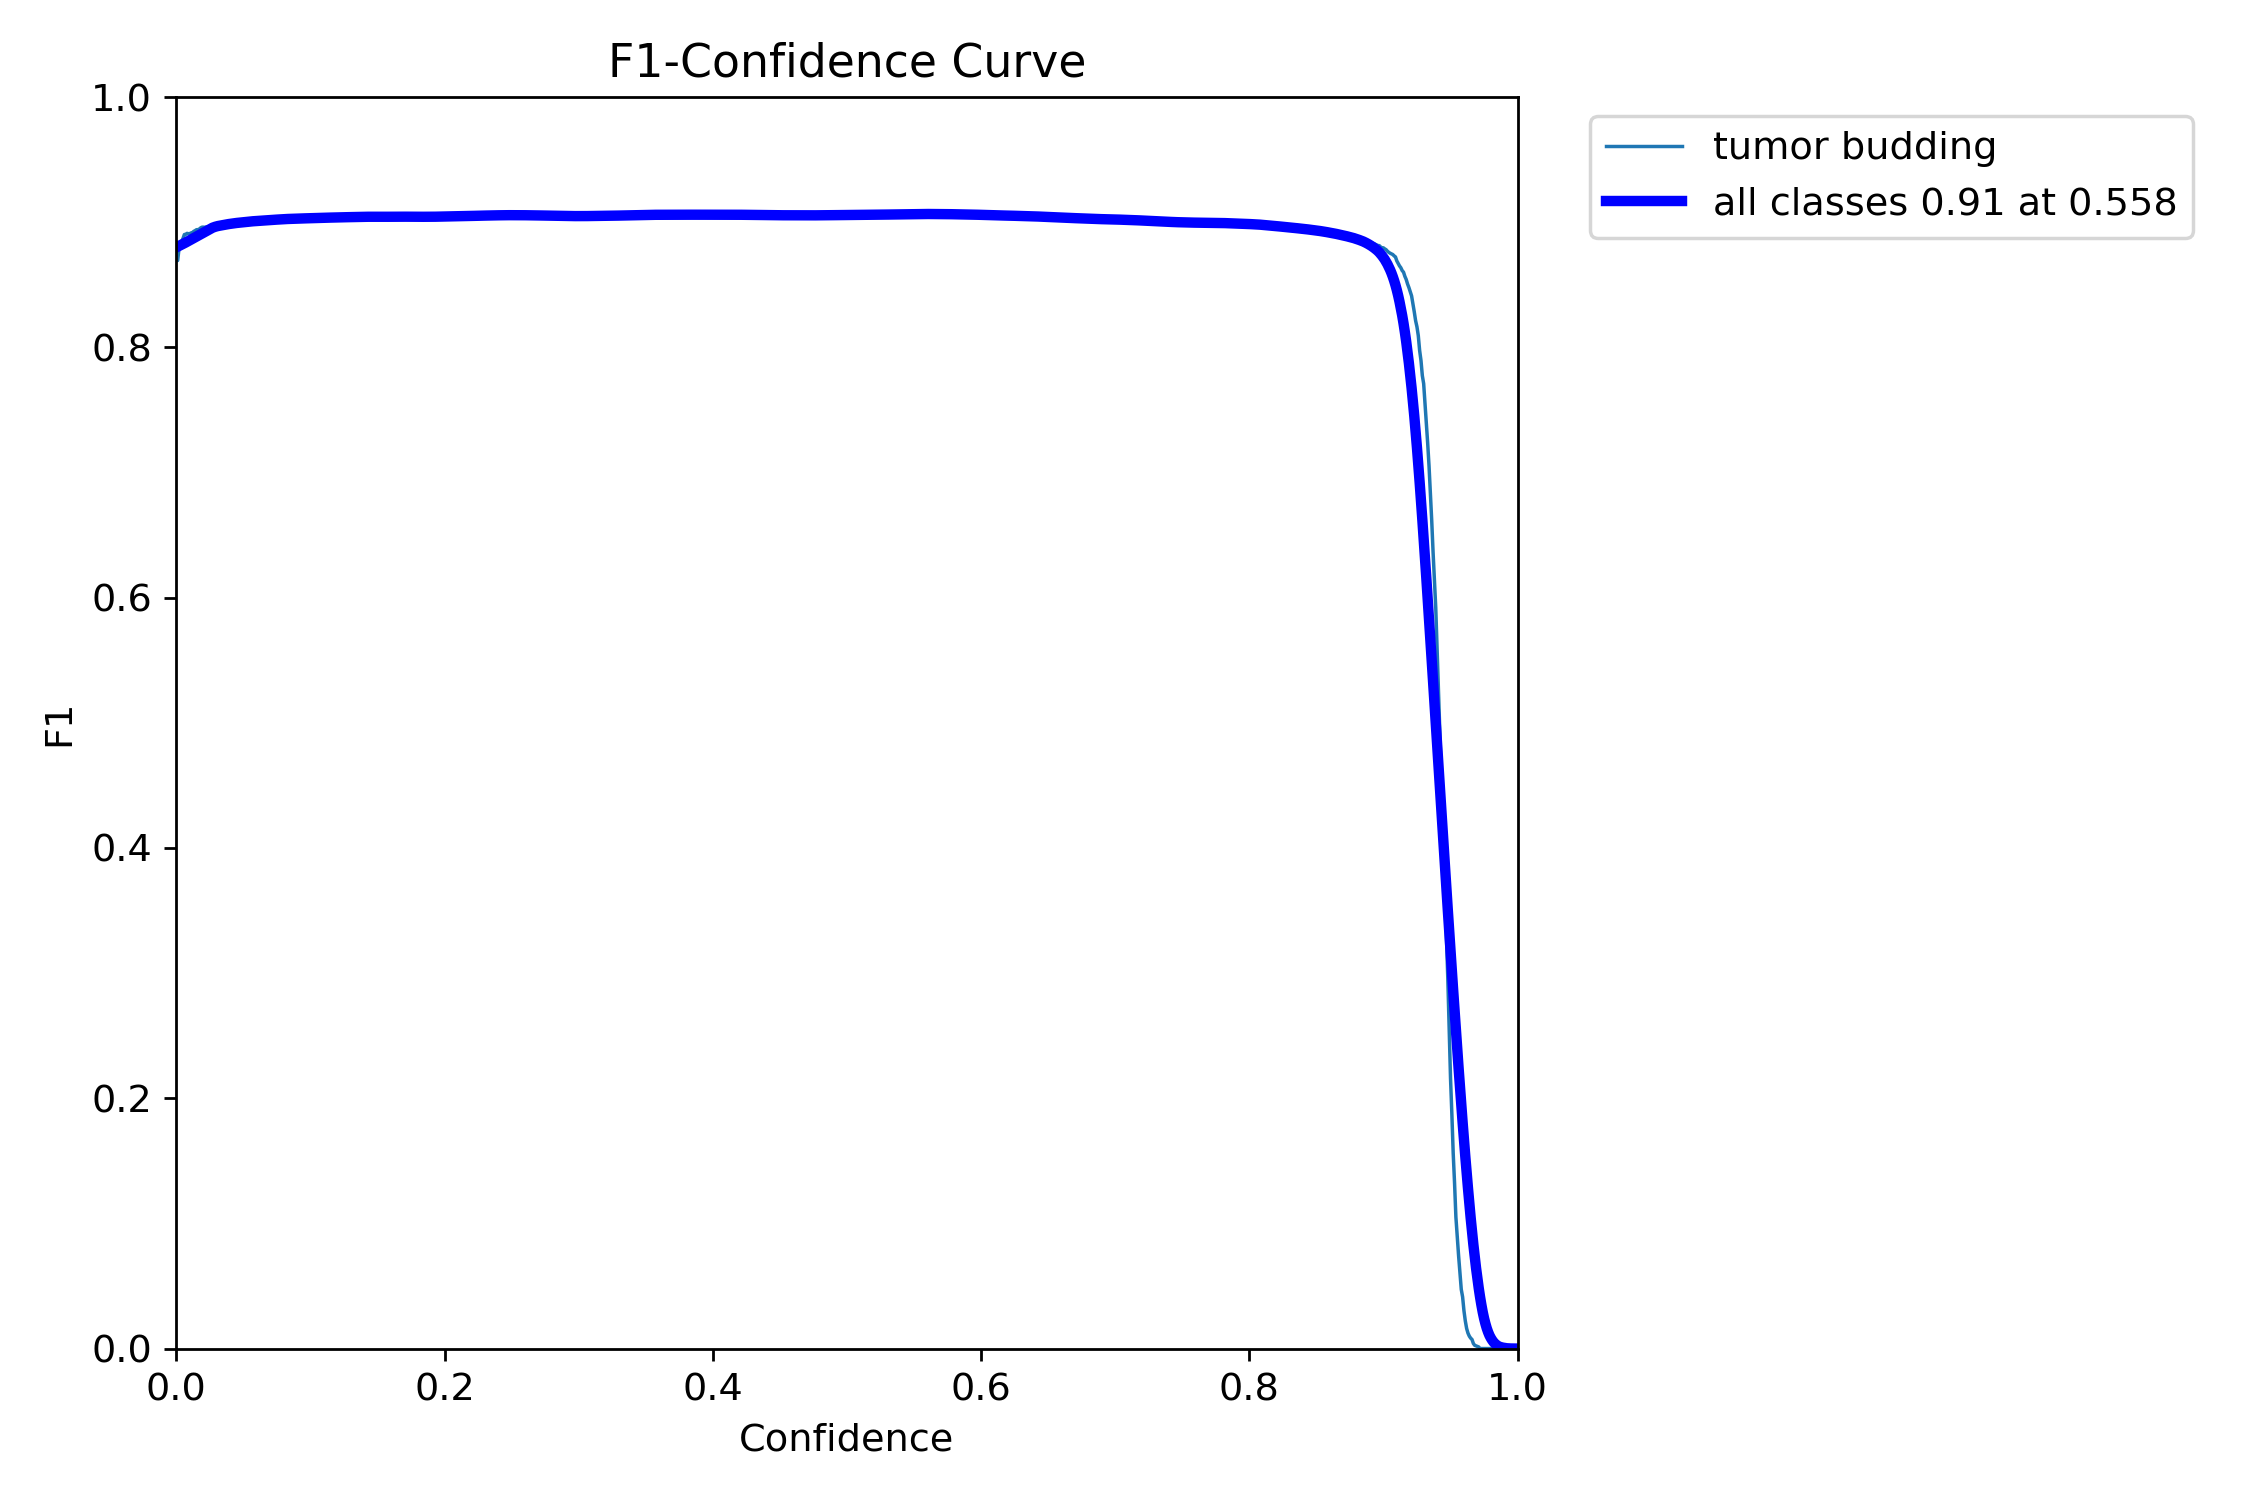 F1-Confidence Curve
1.0
0.8
0.6
0.4
0.2
0.0
F1
0.0 0.2 0.4 0.6 0.8 1.0
Confidence
tumor budding
all classes 0.91 at 0.558